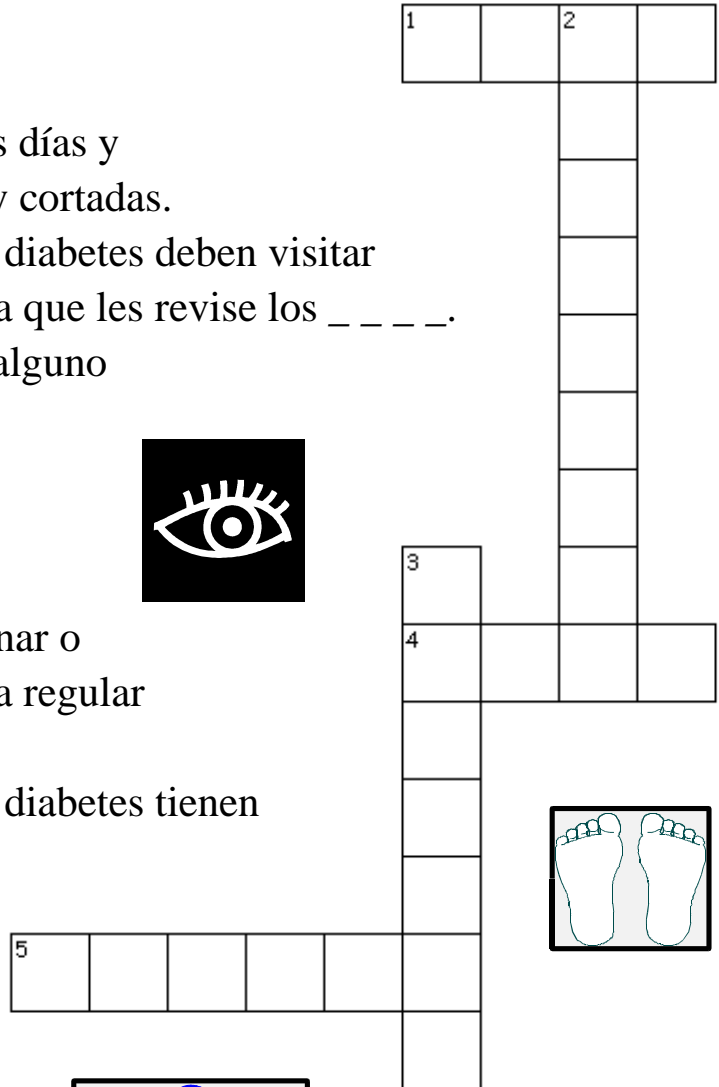 1 2
s días y
y cortadas.
diabetes deben visitar
a que les revise los _ _ _ _.
alguno
3
nar o
4
a regular
diabetes tienen
5